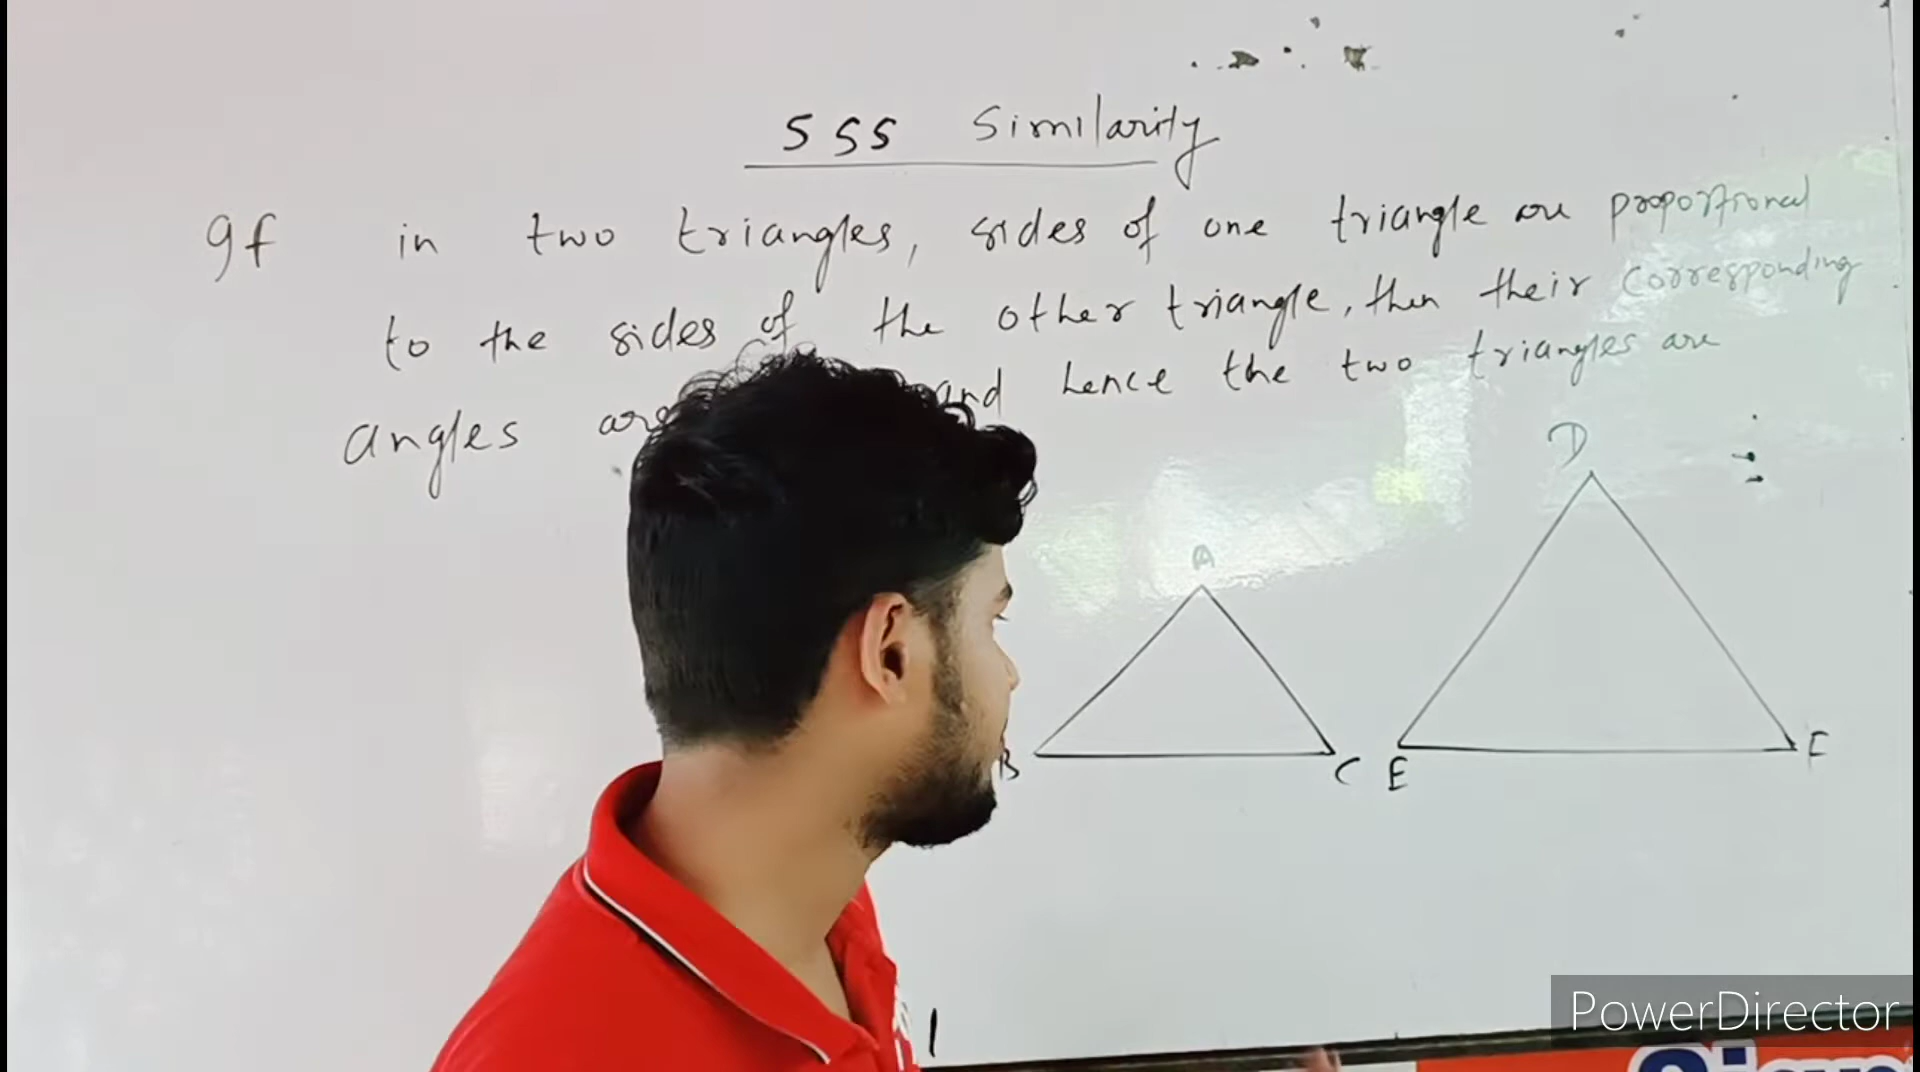 SSS Similarity
If in two triangles, sides of one triangle are proportional
to the sides of the other triangle, then their corresponding
angles are and hence the two triangles are
D
A
B
C
E
F
PowerDirector